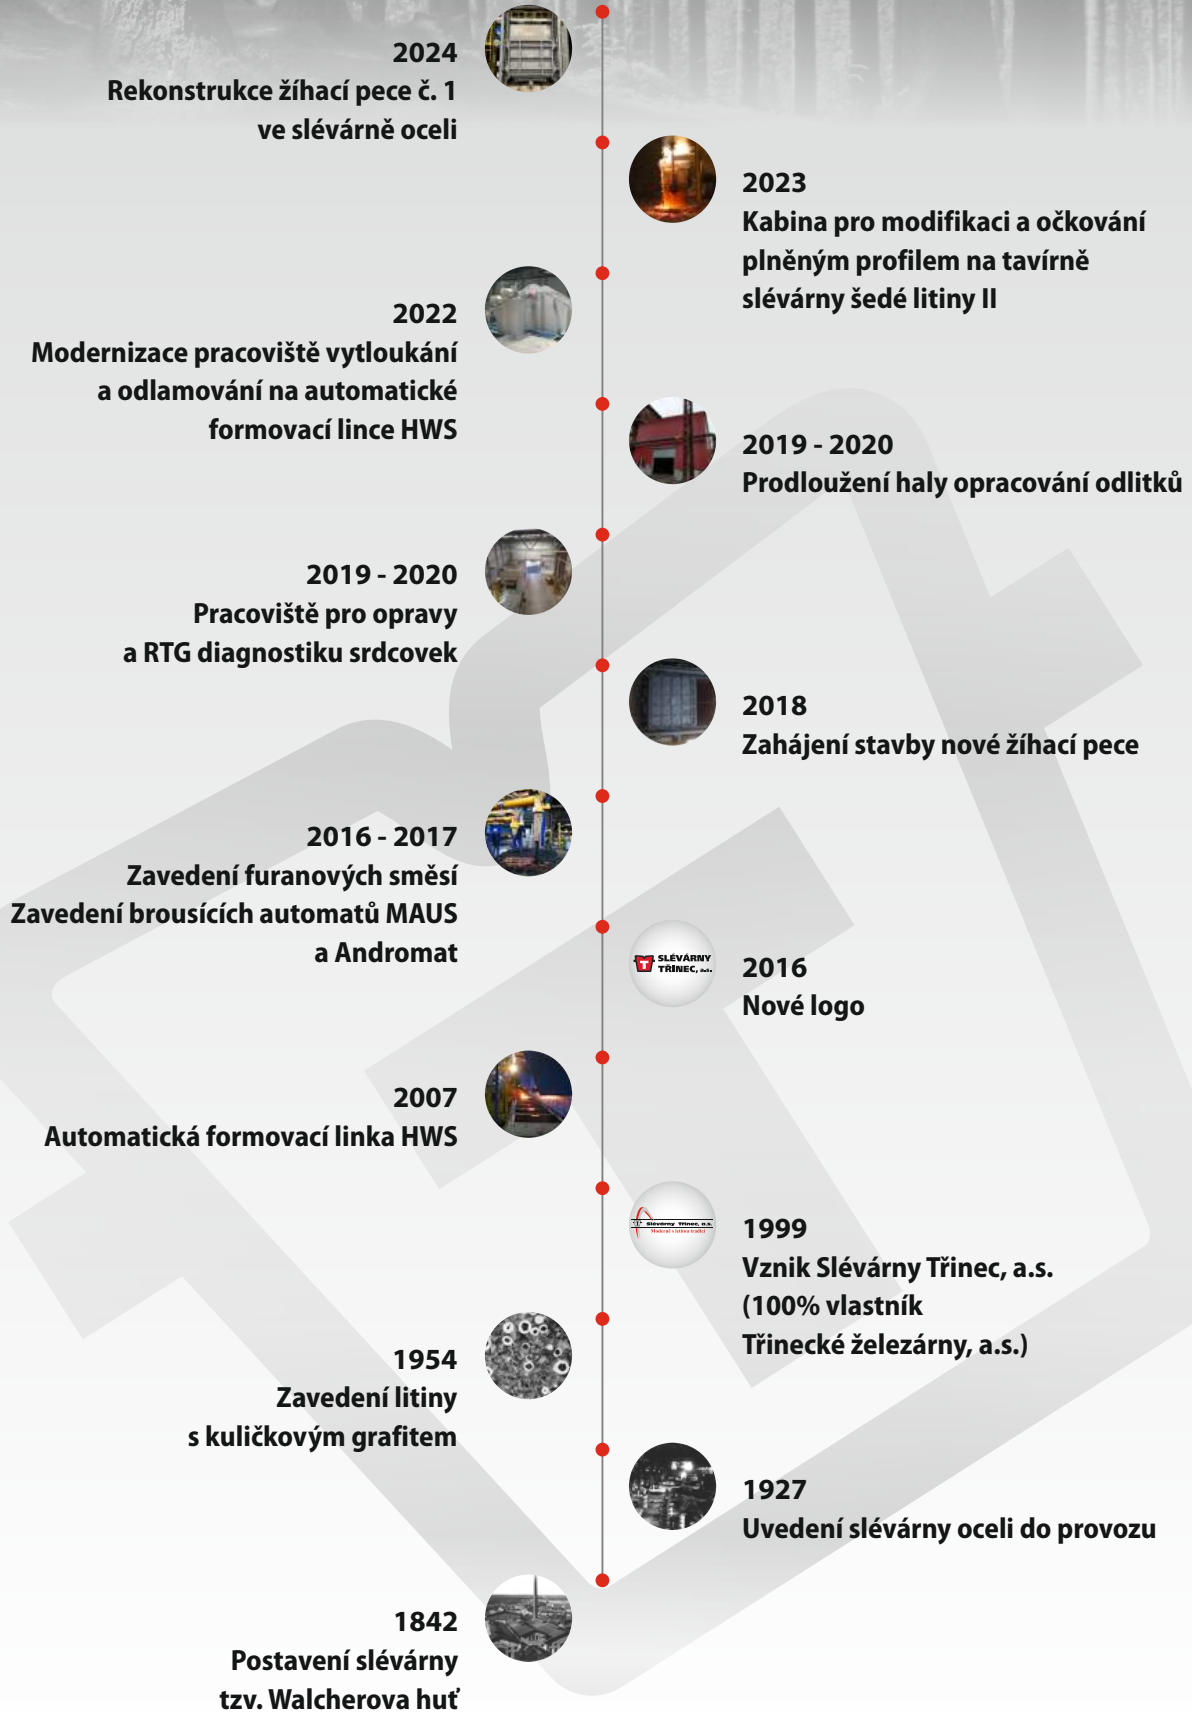 2024
Rekonstrukce žíhací pece č. 1
ve slévárně oceli
2023
Kabina pro modifikaci a očkování
plněným profilem na tavírně
slévárny šedé litiny II
2022
Modernizace pracoviště vytloukání
a odlamování na automatické
formovací lince HWS
2019 - 2020
Prodloužení haly opracování odlitků
2019 - 2020
Pracoviště pro opravy
a RTG diagnostiku srdcovek
2018
Zahájení stavby nové žíhací pece
2016 - 2017
Zavedení furanových směsí
Zavedení brousících automatů MAUS
a Andromat
SLÉVÁRNY
TŘINEC, a.s.
2016
Nové logo
2007
Automatická formovací linka HWS
Slévárny Třinec, a.s.
Moderně s letitou tradicí
1999
Vznik Slévárny Třinec, a.s.
(100% vlastník
Třinecké železárny, a.s.)
1954
Zavedení litiny
s kuličkovým grafitem
1927
Uvedení slévárny oceli do provozu
1842
Postavení slévárny
tzv. Walcherova huť